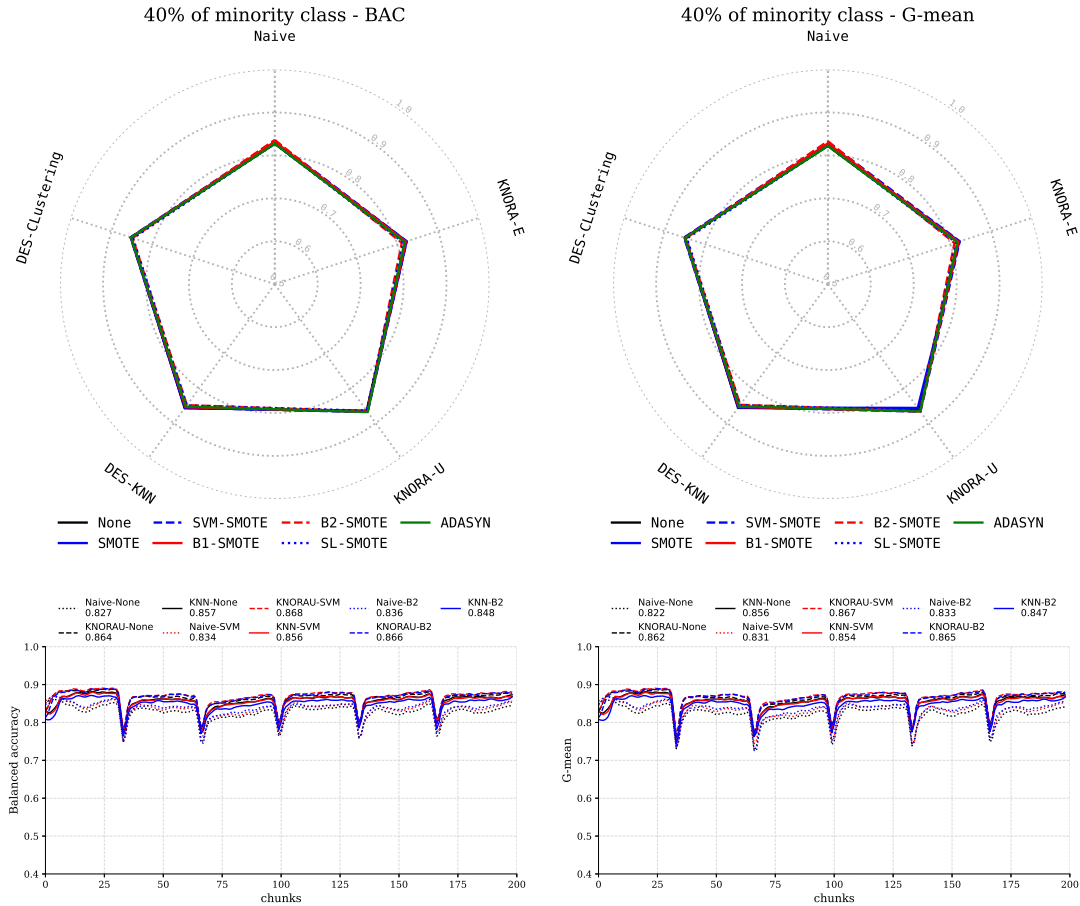 40% of minority class - BAC
Naive
KNORA-E
KNORA-U
DES-KNN
DES-CLustering
0.5
0.6
0.7
0.8
0.9
1.0
None
SVM-SMOTE
B2-SMOTE
ADASYN
SMOTE
B1-SMOTE
SL-SMOTE
40% of minority class - G-mean
Naive
KNORA-E
KNORA-U
DES-KNN
DES-CLustering
0.5
0.6
0.7
0.8
0.9
1.0
None
SVM-SMOTE
B2-SMOTE
ADASYN
SMOTE
B1-SMOTE
SL-SMOTE
Naive-None
0.827
KNN-None
0.857
KNORAU-SVM
0.868
Naive-B2
0.836
KNN-B2
0.848
KNORAU-None
0.864
Naive-SVM
0.834
KNN-SVM
0.856
KNORAU-B2
0.866
Balanced accuracy
1.0
0.9
0.8
0.7
0.6
0.5
0.4
0 25 50 75 100 125 150 175 200
chunks
Naive-None
0.822
KNN-None
0.856
KNORAU-SVM
0.867
Naive-B2
0.833
KNN-B2
0.847
KNORAU-None
0.862
Naive-SVM
0.831
KNN-SVM
0.854
KNORAU-B2
0.865
G-mean
1.0
0.9
0.8
0.7
0.6
0.5
0.4
0 25 50 75 100 125 150 175 200
chunks